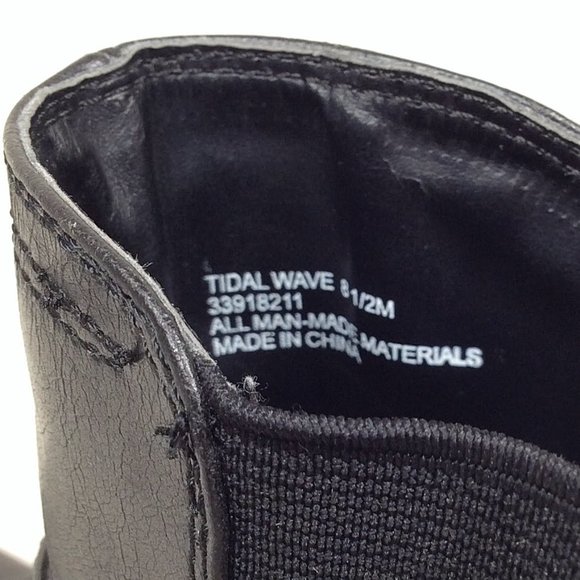 TIDAL WAVE 8 1/2M
33918211
ALL MAN-MADE MATERIALS
MADE IN CHINA